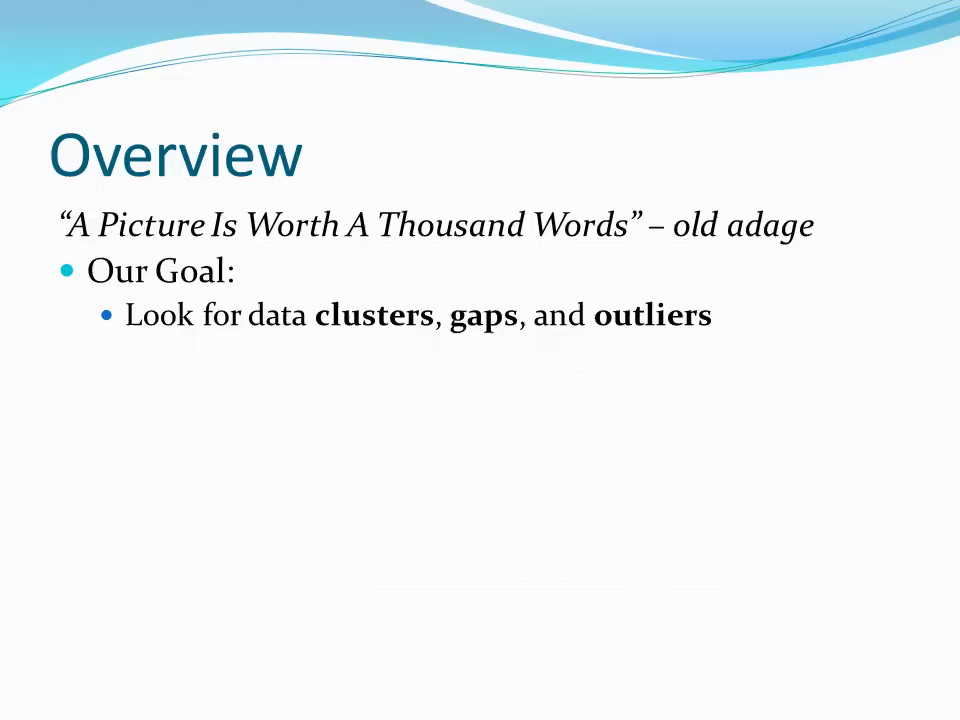 Overview
“A Picture Is Worth A Thousand Words” – old adage
Our Goal:
Look for data clusters, gaps, and outliers